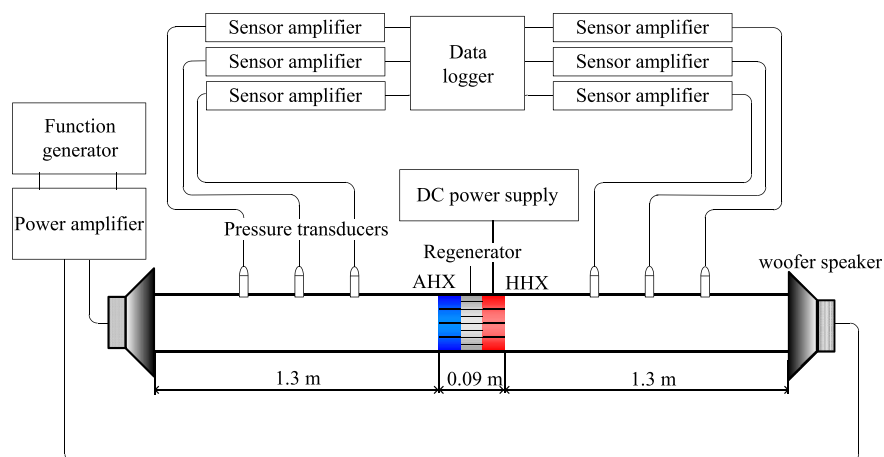 Sensor amplifier
Sensor amplifier
Sensor amplifier
Data
logger
Sensor amplifier
Sensor amplifier
Sensor amplifier
Function
generator
Power amplifier
DC power supply
Pressure transducers
Regenerator
AHX
HHX
woofer speaker
1.3 m
0.09 m
1.3 m